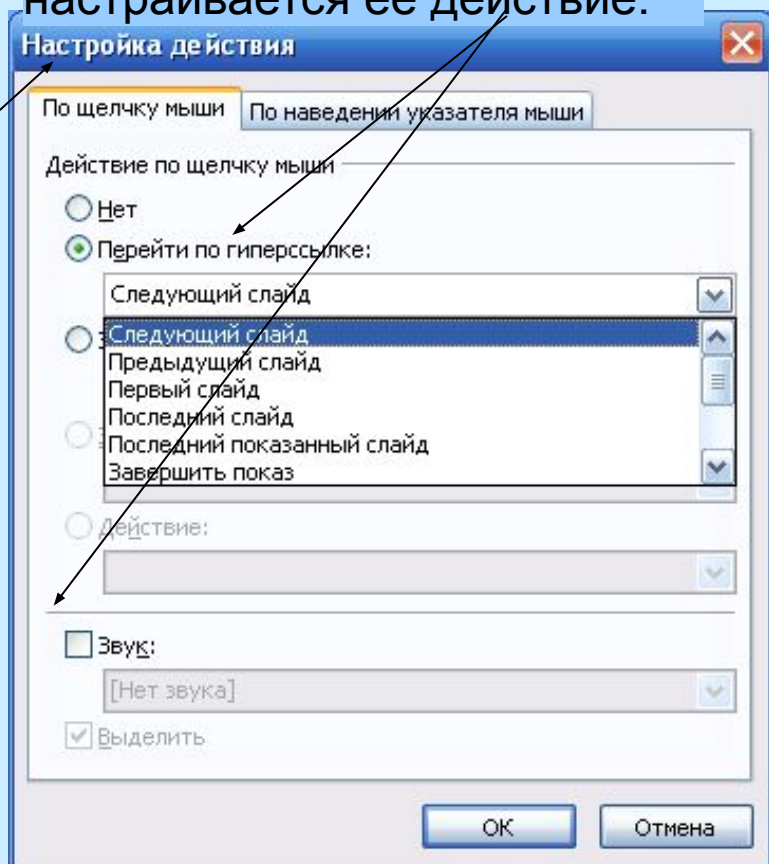 настраивается ее действие.
Настройка действия
По щелчку мыши По наведении указателя мыши
Действие по щелчку мыши
Нет
Перейти по гиперссылке:
Следующий слайд
Следующий слайд
Предыдущий слайд
Первый слайд
Последний слайд
Последний показанный слайд
Завершить показ
Действие:
Звук:
[Нет звука]
Выделить
ОК Отмена